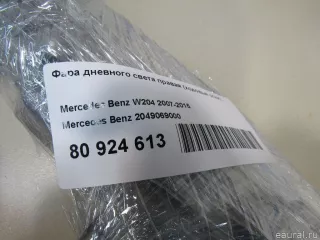 Фара дневного света правая
Mercedes Benz W204 2007-2015
Mercedes Benz 2049069000
80 924 613
eaural.ru